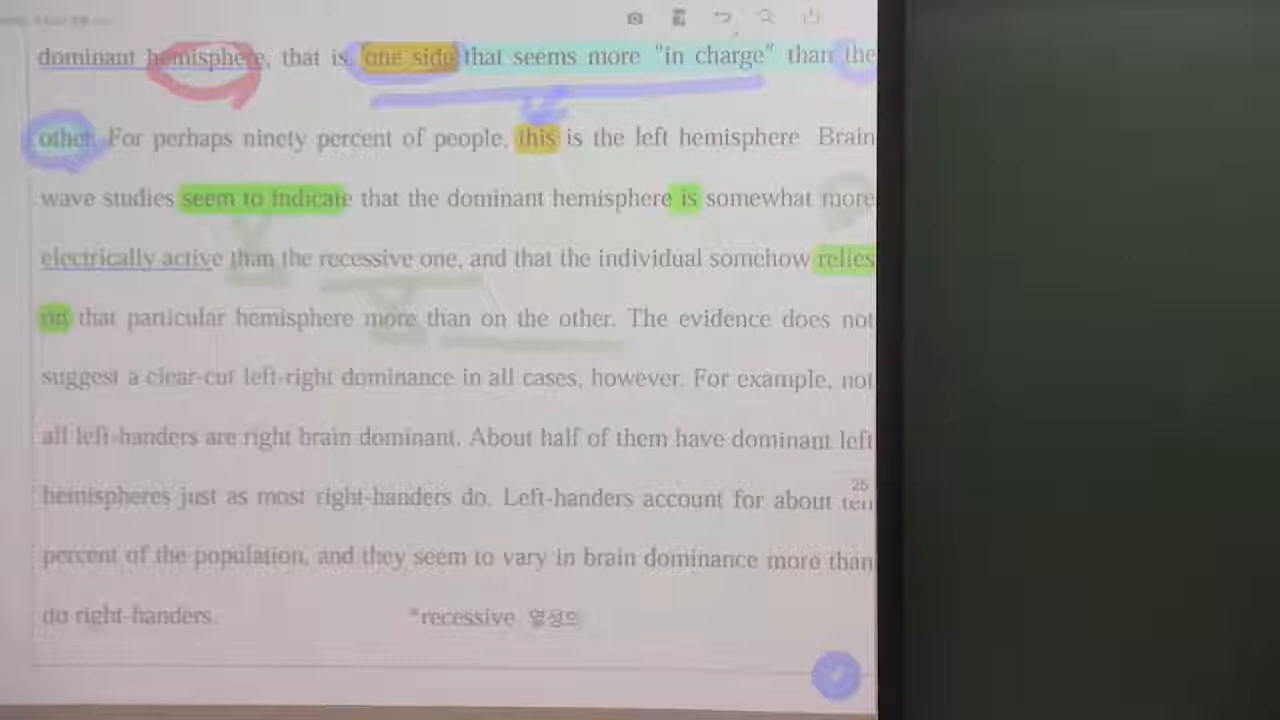 dominant hemisphere, that is, one side that seems more "in charge" than the
other. For perhaps ninety percent of people, this is the left hemisphere. Brain
wave studies seem to indicate that the dominant hemisphere is somewhat more
electrically active than the recessive one, and that the individual somehow relies
on that particular hemisphere more than on the other. The evidence does not
suggest a clear-cut left-right dominance in all cases, however. For example, not
all left-handers are right brain dominant. About half of them have dominant left
hemispheres just as most right-handers do. Left-handers account for about ten
25
percent of the population, and they seem to vary in brain dominance more than
do right-handers.
*recessive 열성의